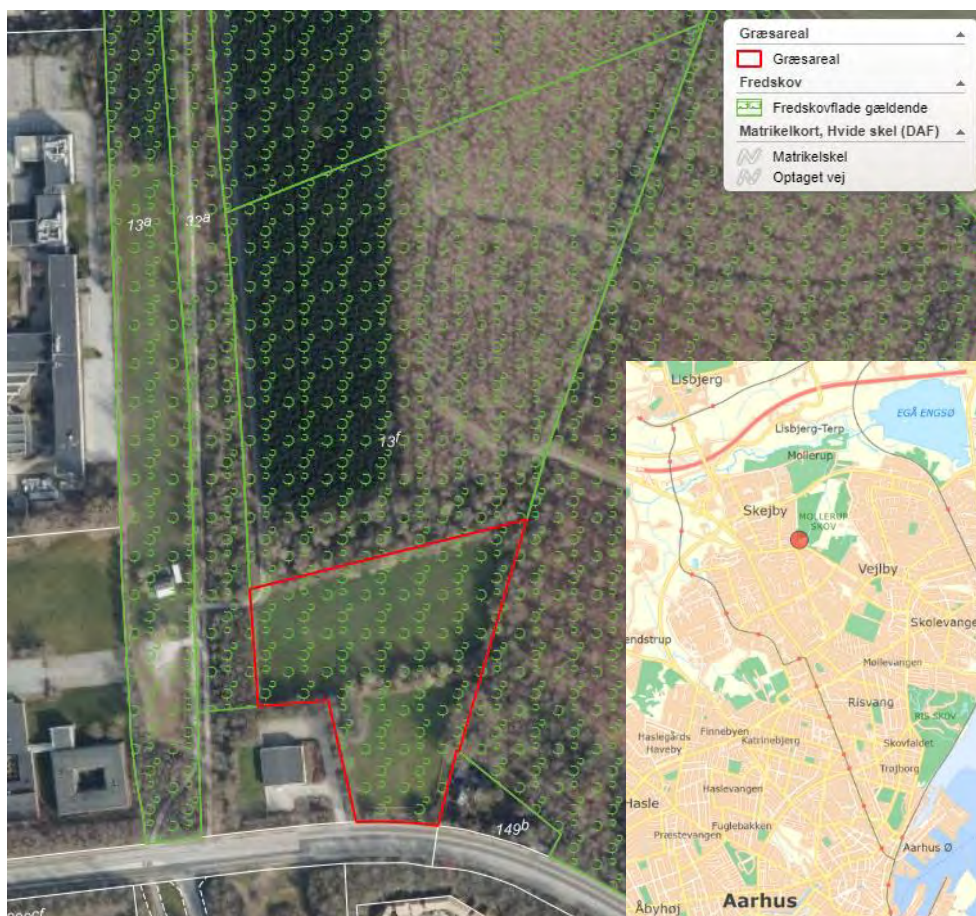 Græsareal
Græsareal
Fredskov
Fredskovflade gældende
Matrikelkort, Hvide skel (DAF)
Matrikelskel
Optaget vej
13a
32a
13f
149b
Lisbjerg
EGÅ ENGSØ
Lisbjerg-Terp
Mollerup
Skejby
MOLLERUP
SKOV
Vejlby
Skolevange
endstrup
Møllevangen
Risvang
RIIS SKOV
Haslegårds
Haveby
Finnebyen
Katrinebjerg
Skovfaldet
Trøjborg
Hasle
Haslevangen
Fuglebakken
Præstevangen
Aarhus Ø
Åbyhøj
Aarhus